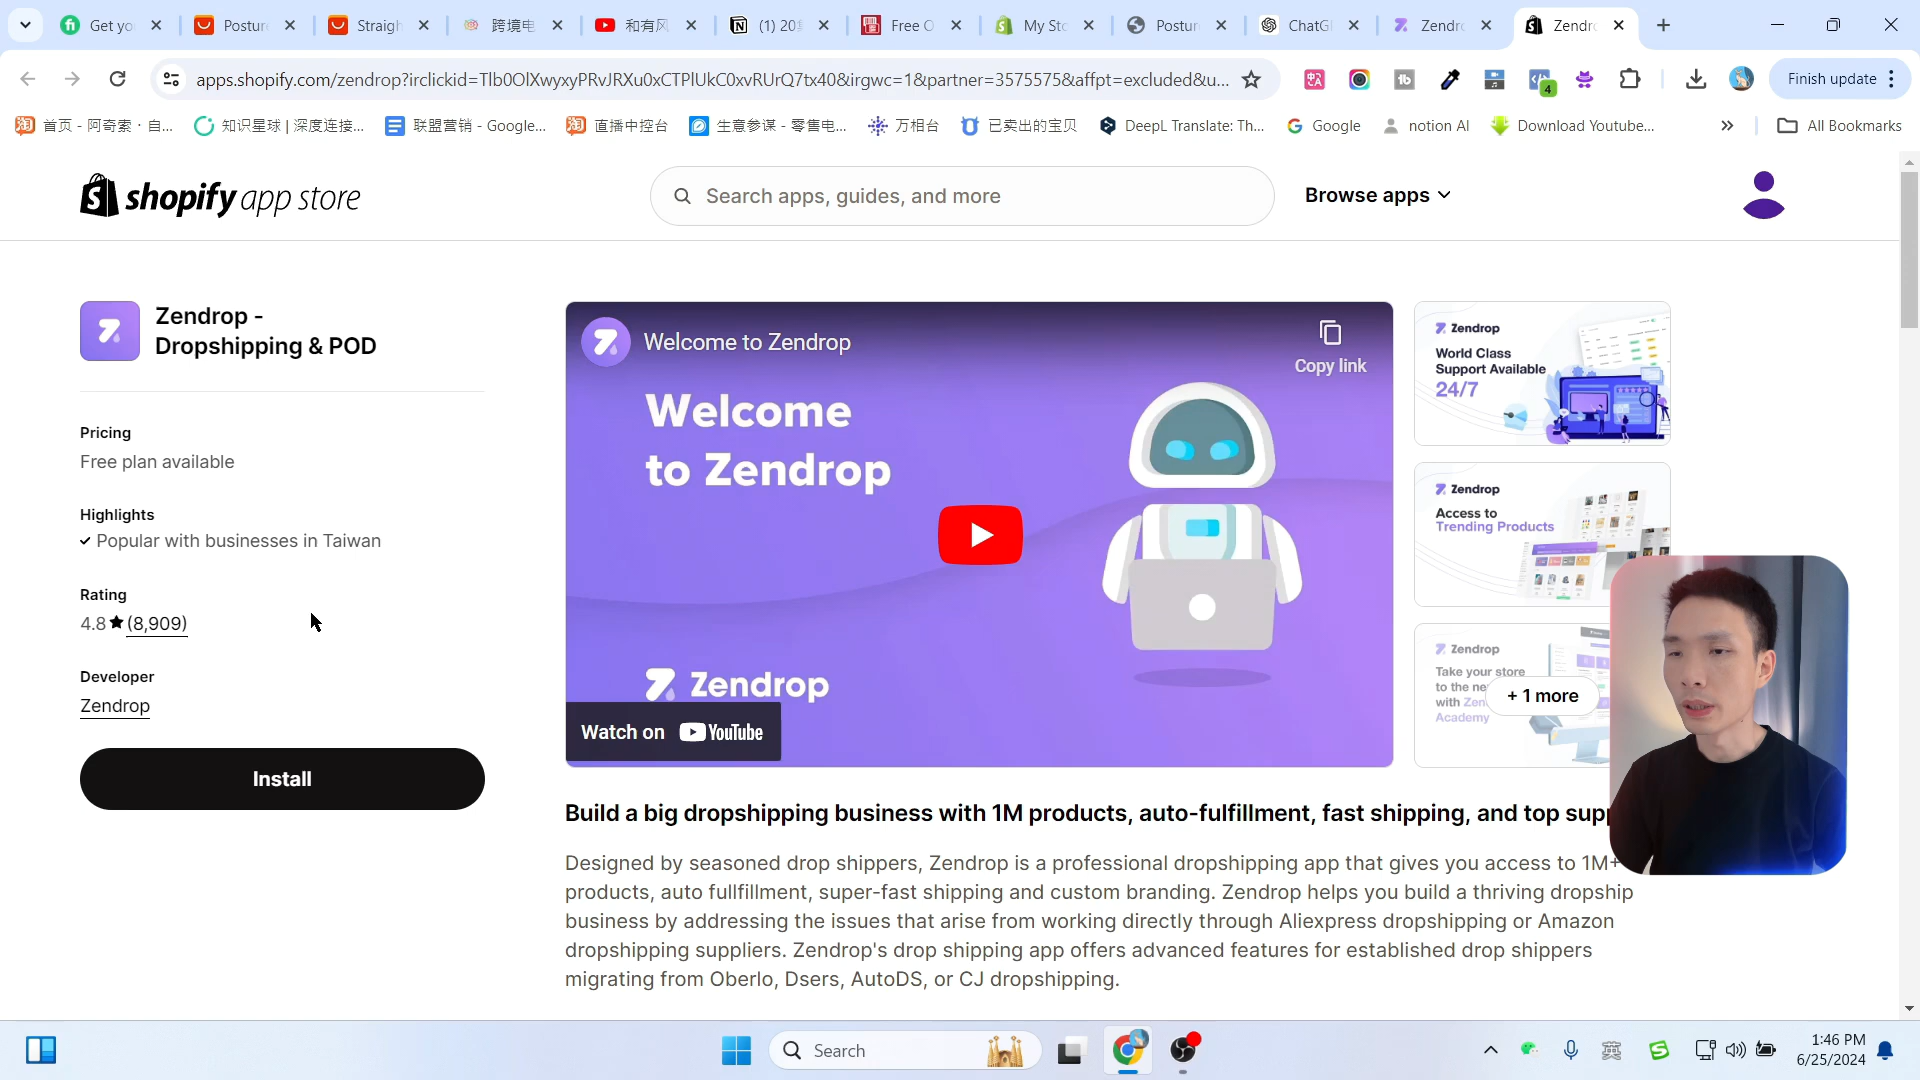 Get yo
Postur
Straigh
跨境电
和有风
(1) 20
Free O
My Sto
Postur
ChatG
Zendro
Zendro
apps.shopify.com/zendrop?irclickid=Tlb0OlXwyxyPRvJRXu0xCTPlUkC0xvRUrQ7tx40&irgwc=1&partner=3575575&affpt=excluded&u...
4
Finish update
首页 - 阿奇索 · 自...
知识星球 | 深度连接...
联盟营销 - Google...
直播中控台
生意参谋 - 零售电...
万相台
已卖出的宝贝
DeepL Translate: Th...
Google
notion AI
Download Youtube...
All Bookmarks
shopify app store
Search apps, guides, and more
Browse apps
Zendrop -
Dropshipping & POD
Pricing
Free plan available
Highlights
Popular with businesses in Taiwan
Rating
4.8 (8,909)
Developer
Zendrop
Install
Welcome to Zendrop
Copy link
Welcome
to Zendrop
Zendrop
Watch on YouTube
Zendrop
World Class
Support Available
24/7
Zendrop
Access to
Trending Products
Zendrop
Take your store
to the ne
with Zen
Academy
+ 1 more
Build a big dropshipping business with 1M products, auto-fulfillment, fast shipping, and top supp
Designed by seasoned drop shippers, Zendrop is a professional dropshipping app that gives you access to 1M+
products, auto fullfillment, super-fast shipping and custom branding. Zendrop helps you build a thriving dropship
business by addressing the issues that arise from working directly through Aliexpress dropshipping or Amazon
dropshipping suppliers. Zendrop's drop shipping app offers advanced features for established drop shippers
migrating from Oberlo, Dsers, AutoDS, or CJ dropshipping.
Search
英
1:46 PM
6/25/2024